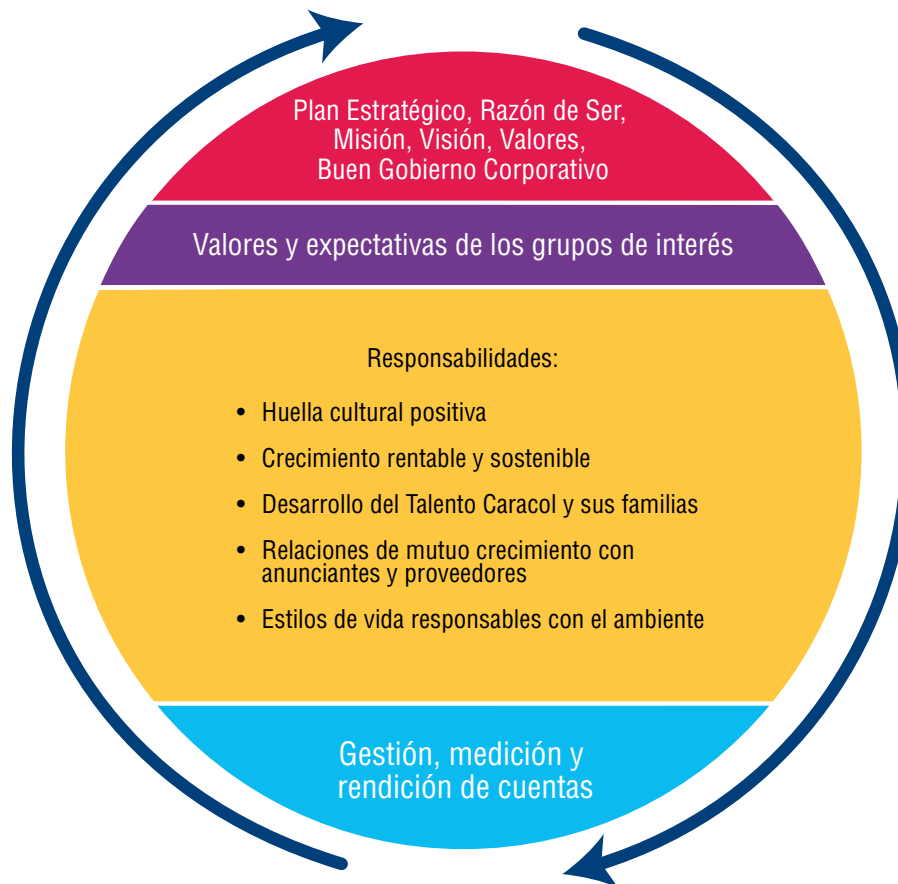 Plan Estratégico, Razón de Ser,
Misión, Visión, Valores,
Buen Gobierno Corporativo
Valores y expectativas de los grupos de interés
Responsabilidades:
• Huella cultural positiva
• Crecimiento rentable y sostenible
• Desarrollo del Talento Caracol y sus familias
• Relaciones de mutuo crecimiento con
anunciantes y proveedores
• Estilos de vida responsables con el ambiente
Gestión, medición y
rendición de cuentas